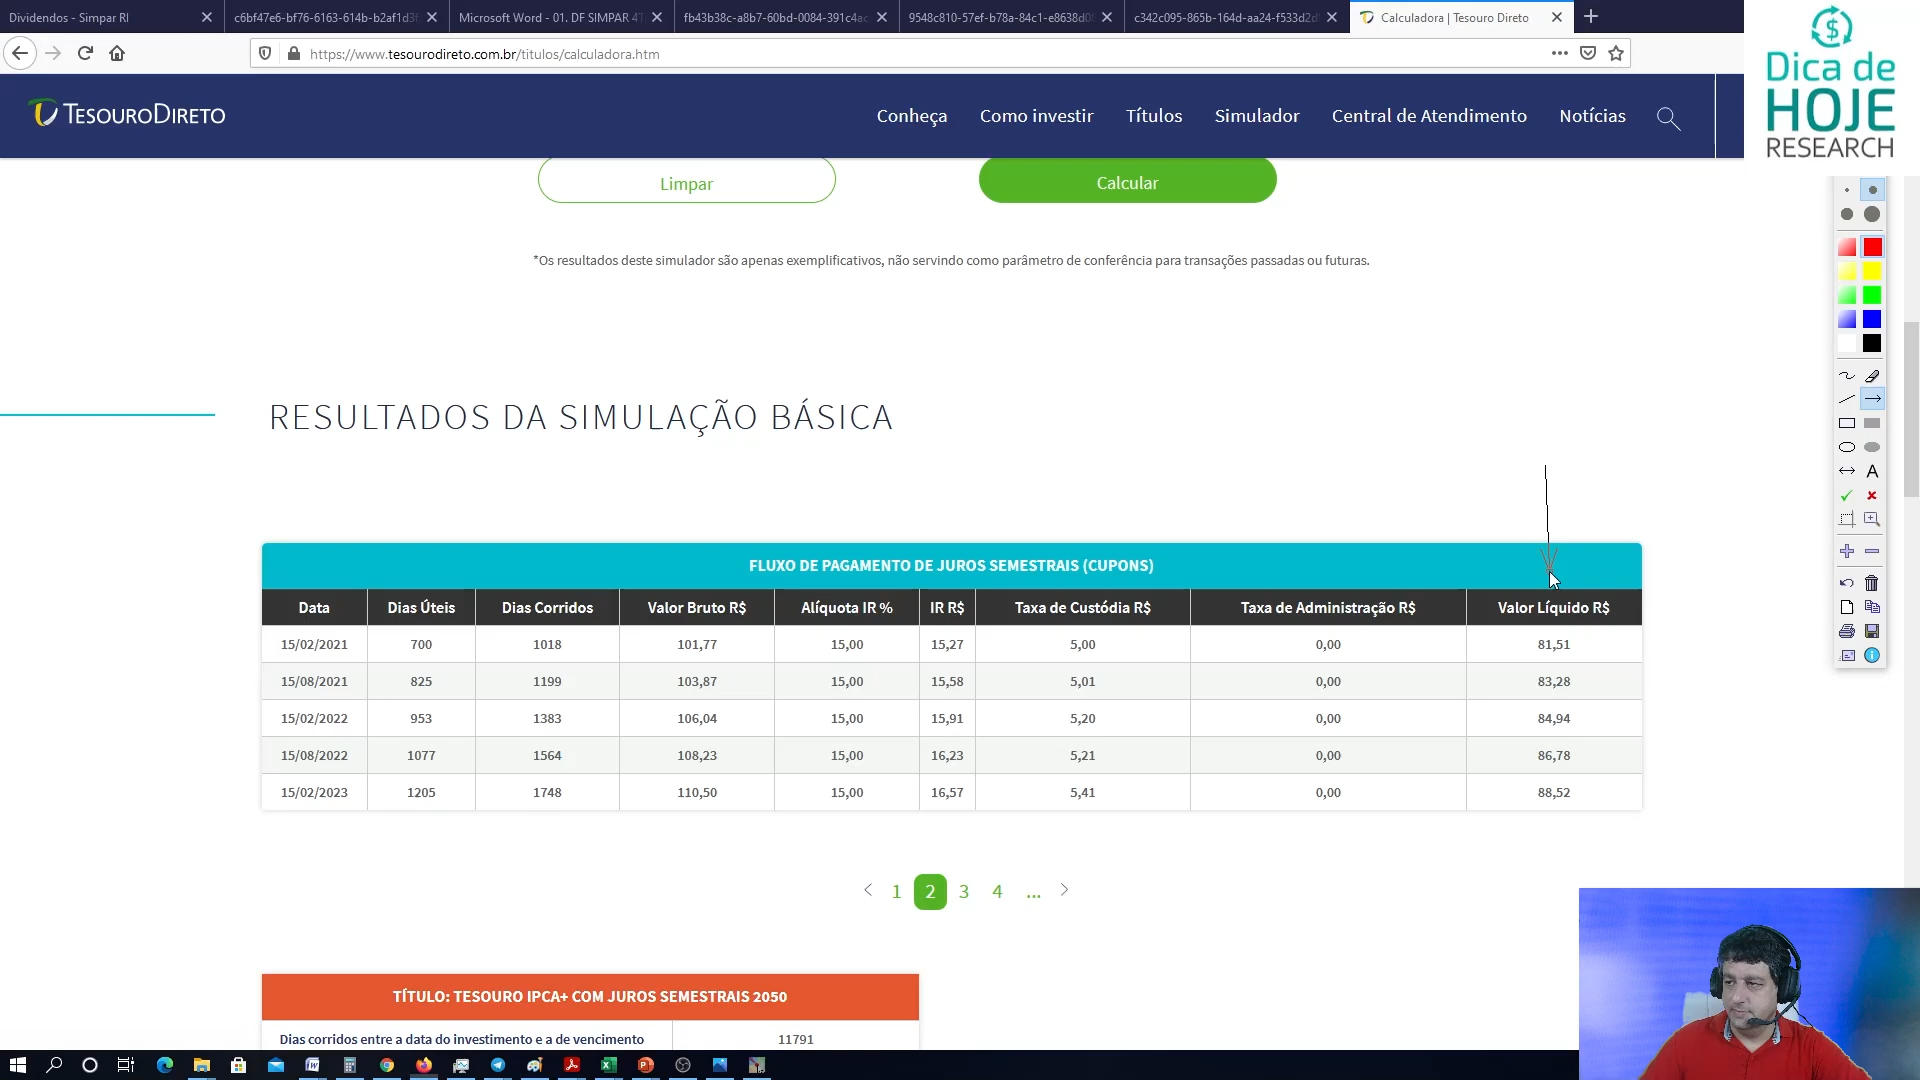 Dividendos - Simpar RI
c6bf47e6-bf76-6163-614b-b2af1d3f
Microsoft Word - 01. DF SIMPAR 4T
fb43b38c-a8b7-60bd-0084-391c4ac
9548c810-57ef-b78a-84c1-e8638d0
c342c095-865b-164d-aa24-f533d2d
Calculadora | Tesouro Direto
https://www.tesourodireto.com.br/titulos/calculadora.htm
Dica de
HOJE
RESEARCH
TESOURODIRETO
Conheça
Como investir
Títulos
Simulador
Central de Atendimento
Notícias
Limpar
Calcular
*Os resultados deste simulador são apenas exemplificativos, não servindo como parâmetro de conferência para transações passadas ou futuras.
RESULTADOS DA SIMULAÇÃO BÁSICA
FLUXO DE PAGAMENTO DE JUROS SEMESTRAIS (CUPONS)
Data Dias Úteis Dias Corridos Valor Bruto R$ Alíquota IR % IR R$ Taxa de Custódia R$ Taxa de Administração R$ Valor Líquido R$
15/02/2021 700 1018 101,77 15,00 15,27 5,00 0,00 81,51
15/08/2021 825 1199 103,87 15,00 15,58 5,01 0,00 83,28
15/02/2022 953 1383 106,04 15,00 15,91 5,20 0,00 84,94
15/08/2022 1077 1564 108,23 15,00 16,23 5,21 0,00 86,78
15/02/2023 1205 1748 110,50 15,00 16,57 5,41 0,00 88,52
< 1 2 3 4 ... >
TÍTULO: TESOURO IPCA+ COM JUROS SEMESTRAIS 2050
Dias corridos entre a data do investimento e a de vencimento 11791